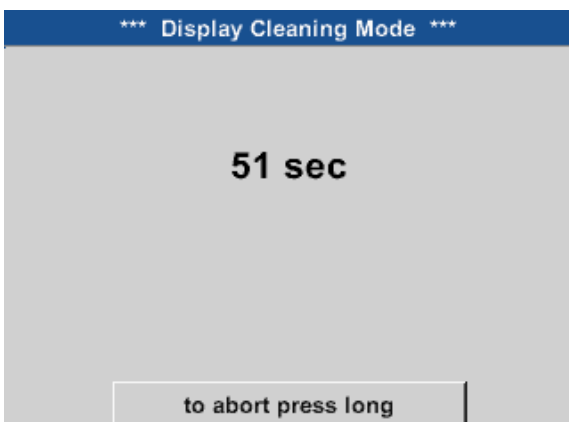 *** Display Cleaning Mode ***
51 sec
to abort press long